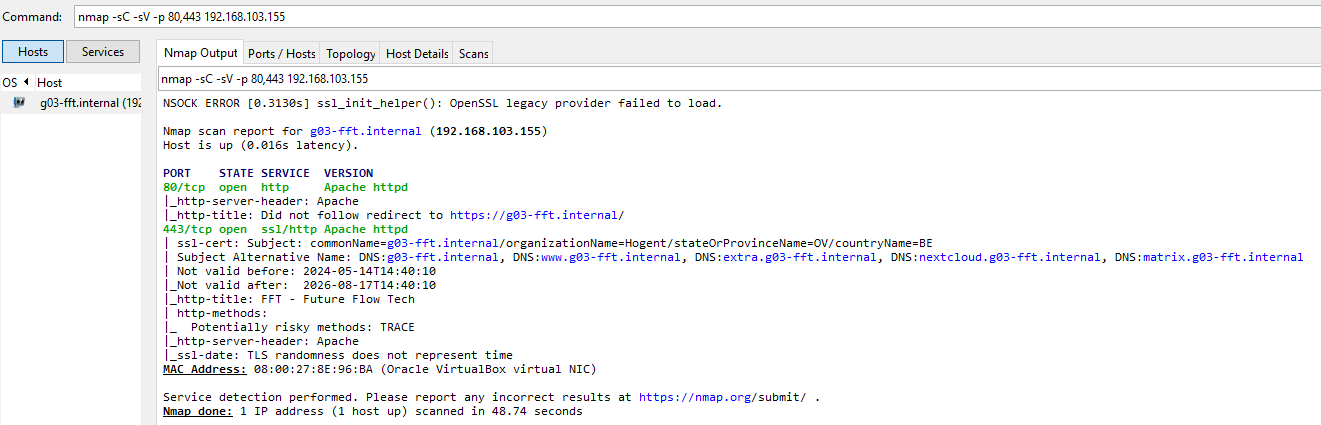 Command: nmap -sC -sV -p 80,443 192.168.103.155
Hosts Services
Nmap Output Ports / Hosts Topology Host Details Scans
OS Host
nmap -sC -sV -p 80,443 192.168.103.155
g03-fft.internal (192
NSOCK ERROR [0.3130s] ssl_init_helper(): OpenSSL legacy provider failed to load.
Nmap scan report for g03-fft.internal (192.168.103.155)
Host is up (0.016s latency).
PORT STATE SERVICE VERSION
80/tcp open http Apache httpd
|_http-server-header: Apache
|_http-title: Did not follow redirect to https://g03-fft.internal/
443/tcp open ssl/http Apache httpd
| ssl-cert: Subject: commonName=g03-fft.internal/organizationName=Hogent/stateOrProvinceName=OV/countryName=BE
| Subject Alternative Name: DNS:g03-fft.internal, DNS:www.g03-fft.internal, DNS:extra.g03-fft.internal, DNS:nextcloud.g03-fft.internal, DNS:matrix.g03-fft.internal
| Not valid before: 2024-05-14T14:40:10
|_Not valid after:  2026-08-17T14:40:10
|_http-title: FFT - Future Flow Tech
| http-methods:
|_  Potentially risky methods: TRACE
|_http-server-header: Apache
|_ssl-date: TLS randomness does not represent time
MAC Address: 08:00:27:8E:96:BA (Oracle VirtualBox virtual NIC)
Service detection performed. Please report any incorrect results at https://nmap.org/submit/ .
Nmap done: 1 IP address (1 host up) scanned in 48.74 seconds